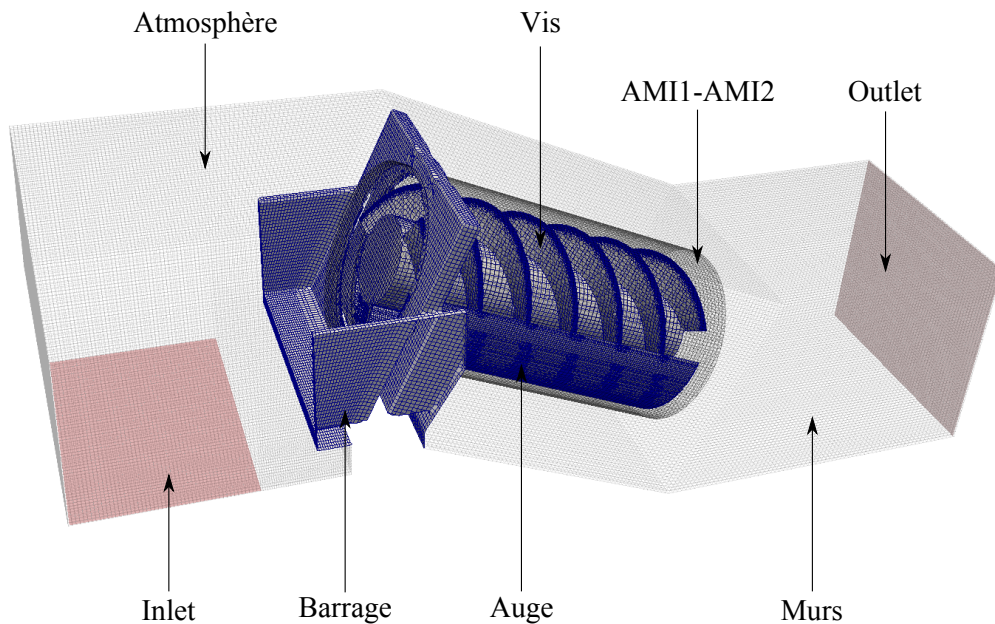 Atmosphère
Vis
AMI1-AMI2
Outlet
Inlet
Barrage
Auge
Murs